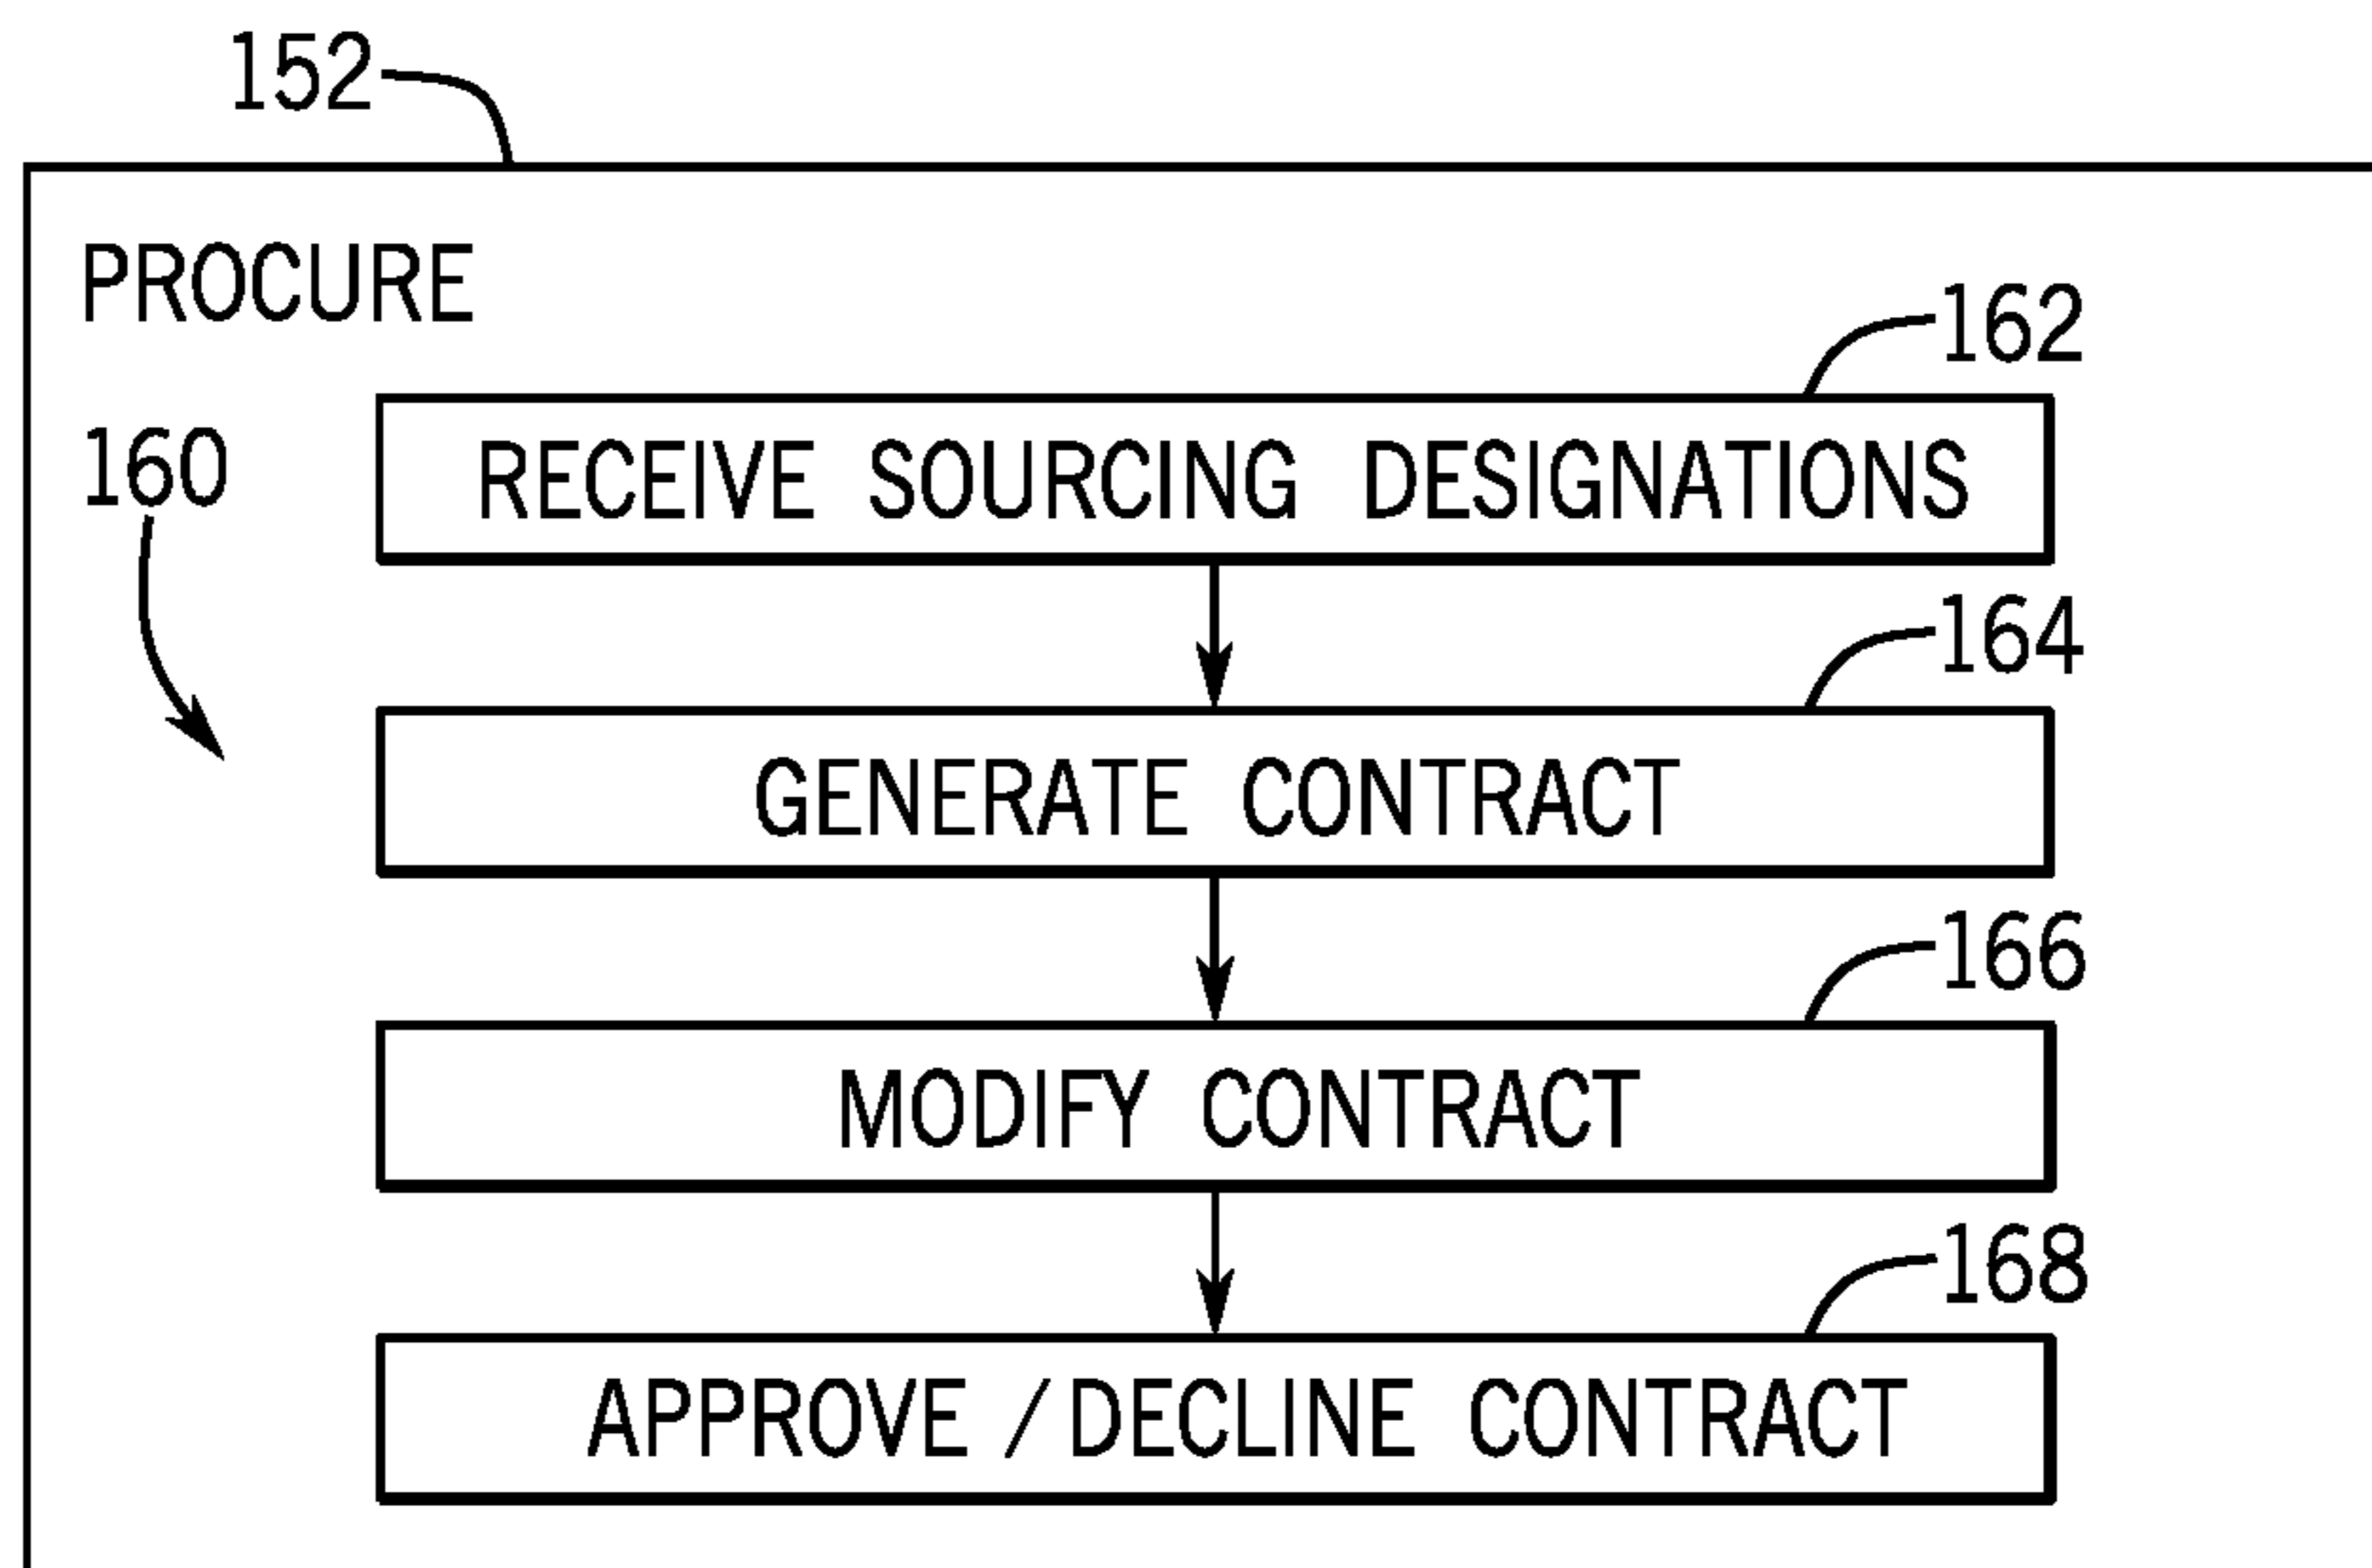 152
PROCURE
162
160
RECEIVE SOURCING DESIGNATIONS
164
GENERATE CONTRACT
166
MODIFY CONTRACT
168
APPROVE / DECLINE CONTRACT